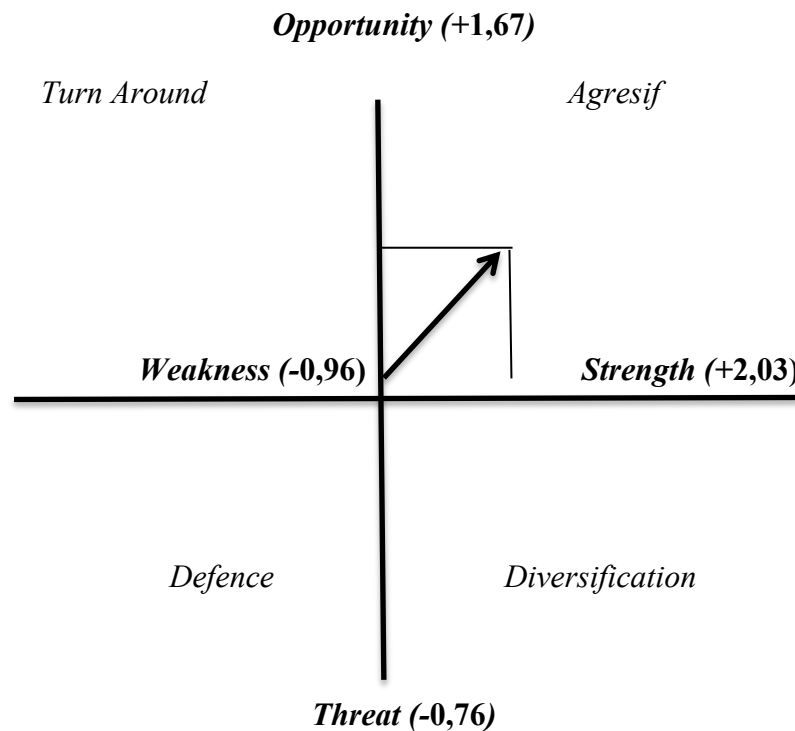 Opportunity (+1,67)
Turn Around
Agresif
Weakness (-0,96)
Strength (+2,03)
Defence
Diversification
Threat (-0,76)